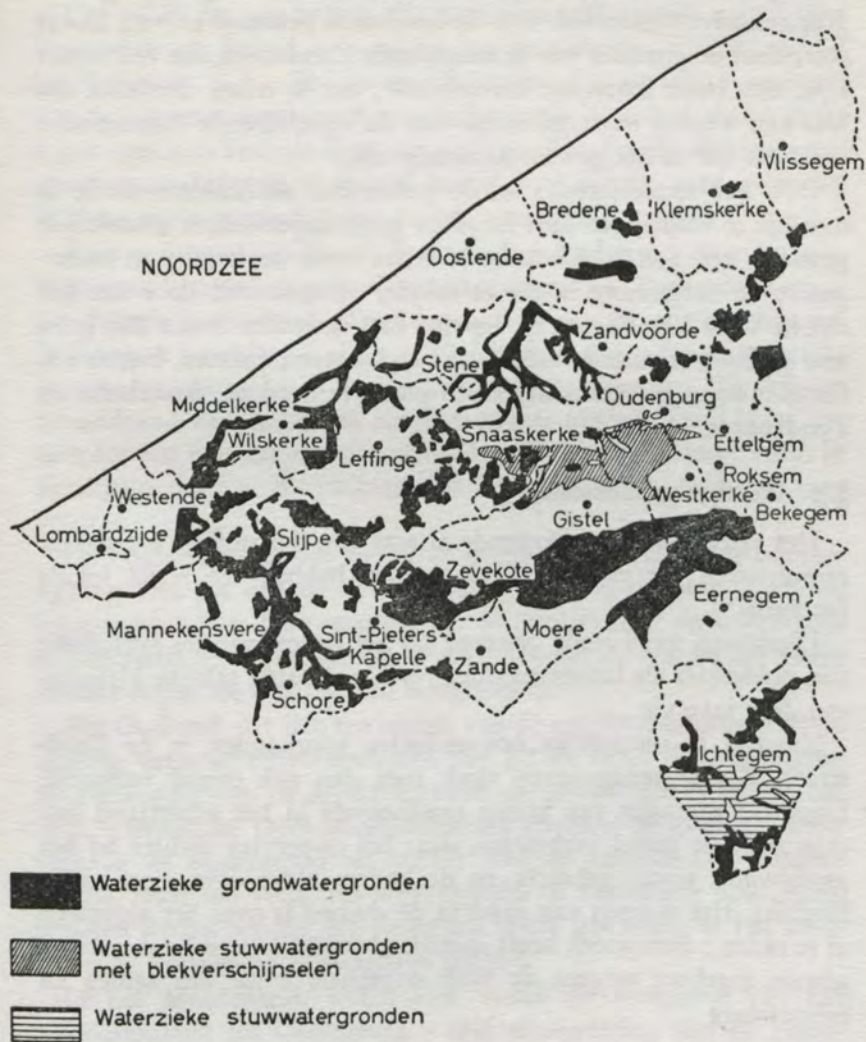 Vlissegem
Bredene
Klemskerke
NOORDZEE
Oostende
Zandvoorde
Stene
Middelkerke
Oudenburg
Wilskerke
Snaaskerke
Ettelgem
Leffinge
Roksem
Westende
Westkerke
Bekegem
Lombardzijde
Slijpe
Gistel
Zevekote
Eernegem
Mannekensvere
Sint-Pieters
Kapelle
Moere
Zande
Schore
Ichtegem
Waterzieke grondwatergronden
Waterzieke stuwwatergronden
met blekverschijnselen
Waterzieke stuwwatergronden